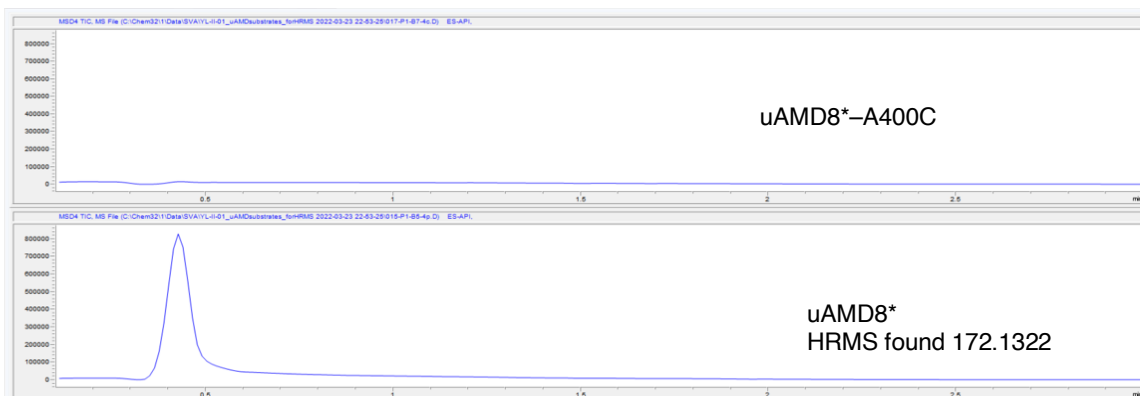 MSD4 TIC, MS File (C:\Chem32\1\Data\SVA\YL-II-01_uAMDsubstrates_forHRMS 2022-03-23 22-53-25\017-P1-B7-4c.D) ES-API,
800000
700000
600000
500000
400000
300000
200000
100000
0
uAMD8*–A400C
0.5 1 1.5 2 2.5
MSD4 TIC, MS File (C:\Chem32\1\Data\SVA\YL-II-01_uAMDsubstrates_forHRMS 2022-03-23 22-53-25\015-P1-B5-4p.D) ES-API,
800000
700000
600000
500000
400000
300000
200000
100000
0
uAMD8*
HRMS found 172.1322
0.5 1 1.5 2 2.5